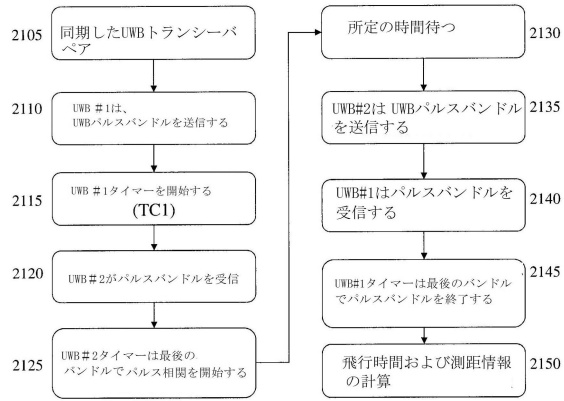 2105
同期したUWBトランシーバ
ペア
2110
UWB #1は、
UWBパルスバンドルを送信する
2115
UWB #1タイマーを開始する
(TC1)
2120
UWB#2がパルスバンドルを受信
2125
UWB#2タイマーは最後の
バンドルでパルス相関を開始する
所定の時間待つ
2130
UWB#2は UWBパルスバンドル
を送信する
2135
UWB#1はパルスバンドルを
受信する
2140
UWB#1タイマーは最後のバンドル
でパルスバンドルを終了する
2145
飛行時間および測距情報
の計算
2150